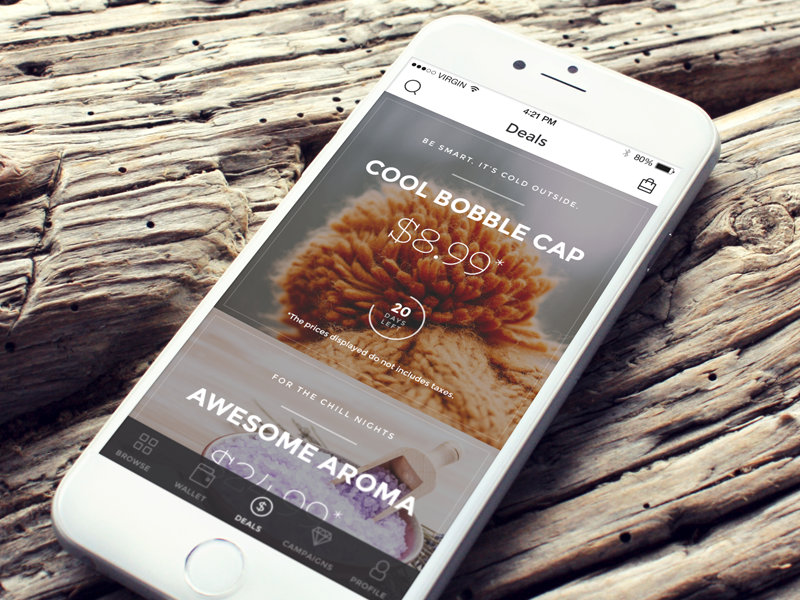 VIRGIN
4:21 PM
80%
Deals
BE SMART. IT'S COLD OUTSIDE.
COOL BOBBLE CAP
$8.99*
20
DAYS
LEFT
*The prices displayed do not includes taxes.
FOR THE CHILL NIGHTS
AWESOME AROMA
$24.99*
BROWSE
WALLET
DEALS
CAMPAIGNS
PROFILE